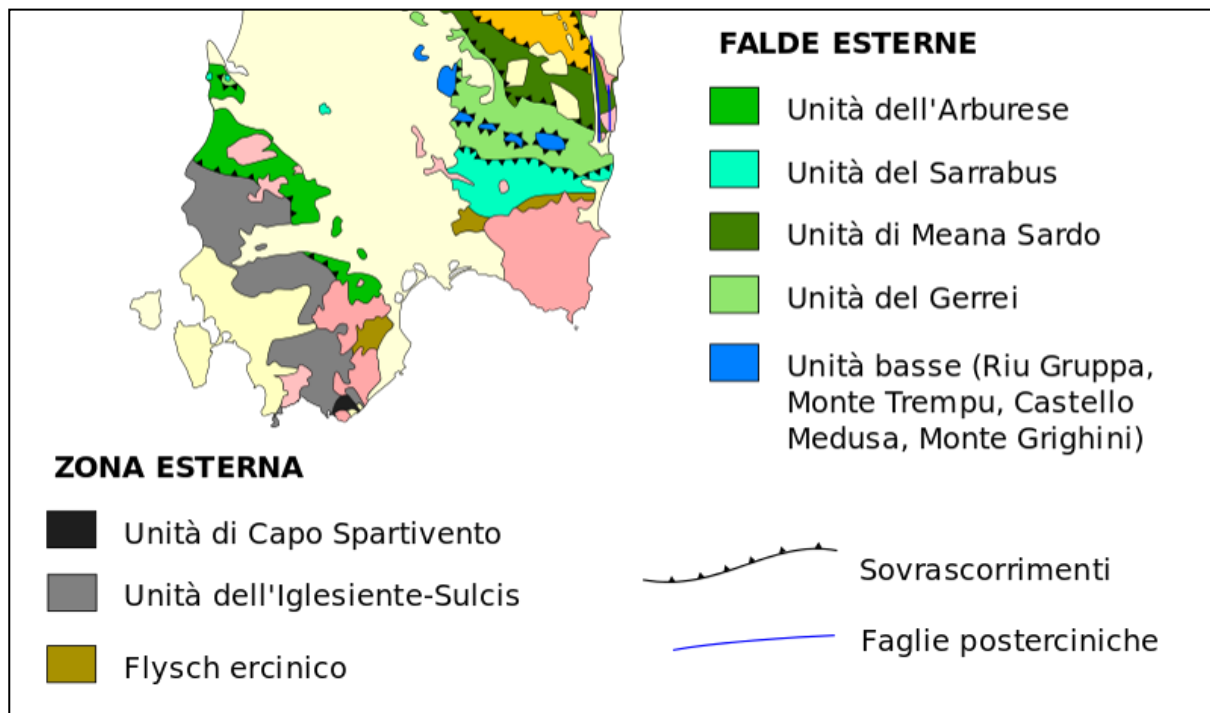 FALDE ESTERNE
Unità dell'Arburese
Unità del Sarrabus
Unità di Meana Sardo
Unità del Gerrei
Unità basse (Riu Gruppa,
Monte Trempu, Castello
Medusa, Monte Grighini)
ZONA ESTERNA
Unità di Capo Spartivento
Unità dell'Iglesiente-Sulcis
Flysch ercinico
Sovrascorrimenti
Faglie posterciniche